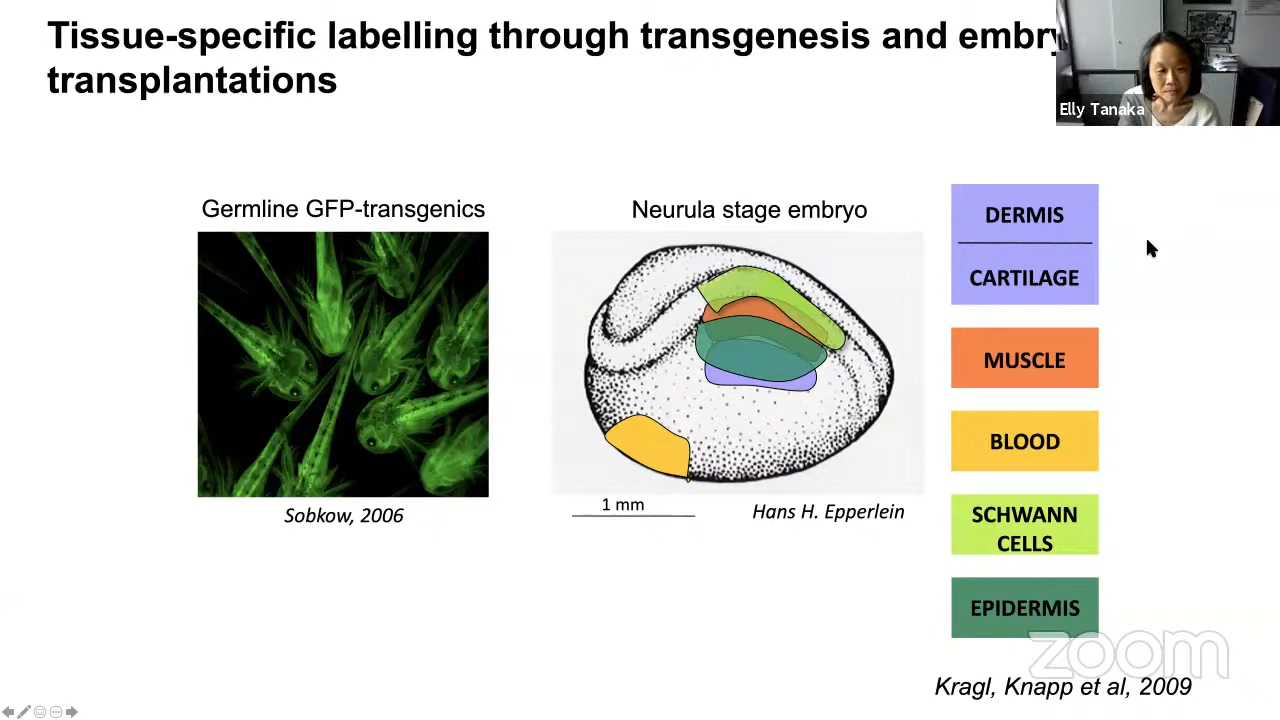 Tissue-specific labelling through transgenesis and embry
transplantations
Elly Tanaka
Germline GFP-transgenics
Neurula stage embryo
DERMIS
CARTILAGE
MUSCLE
BLOOD
SCHWANN
CELLS
EPIDERMIS
1 mm
Sobkow, 2006
Hans H. Epperlein
zoom
Kragl, Knapp et al, 2009